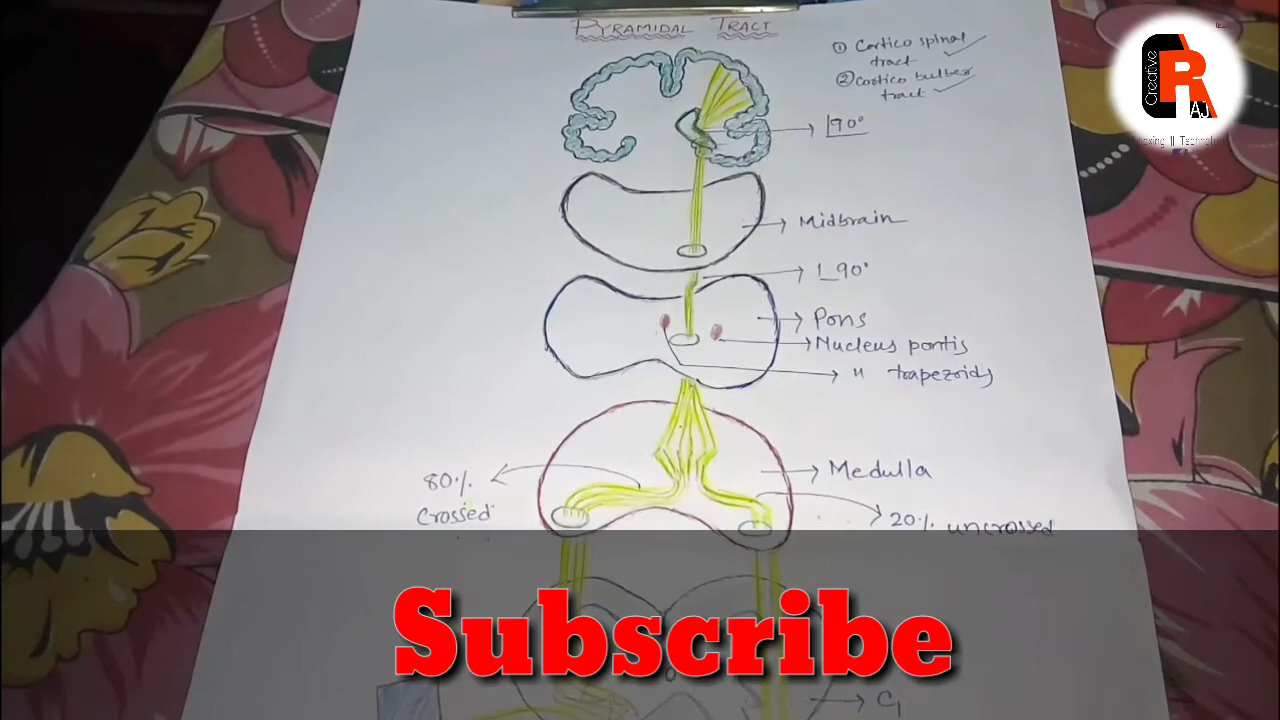 PYRAMIDAL TRACT
① Cortico spinal
tract
② Cortico bulber
tract
Creative
RAJ
90°
Midbrain
90°
Pons
Nucleus pontis
" trapezoids
Medulla
80%
Crossed
20% uncrossed
Subscribe
C1